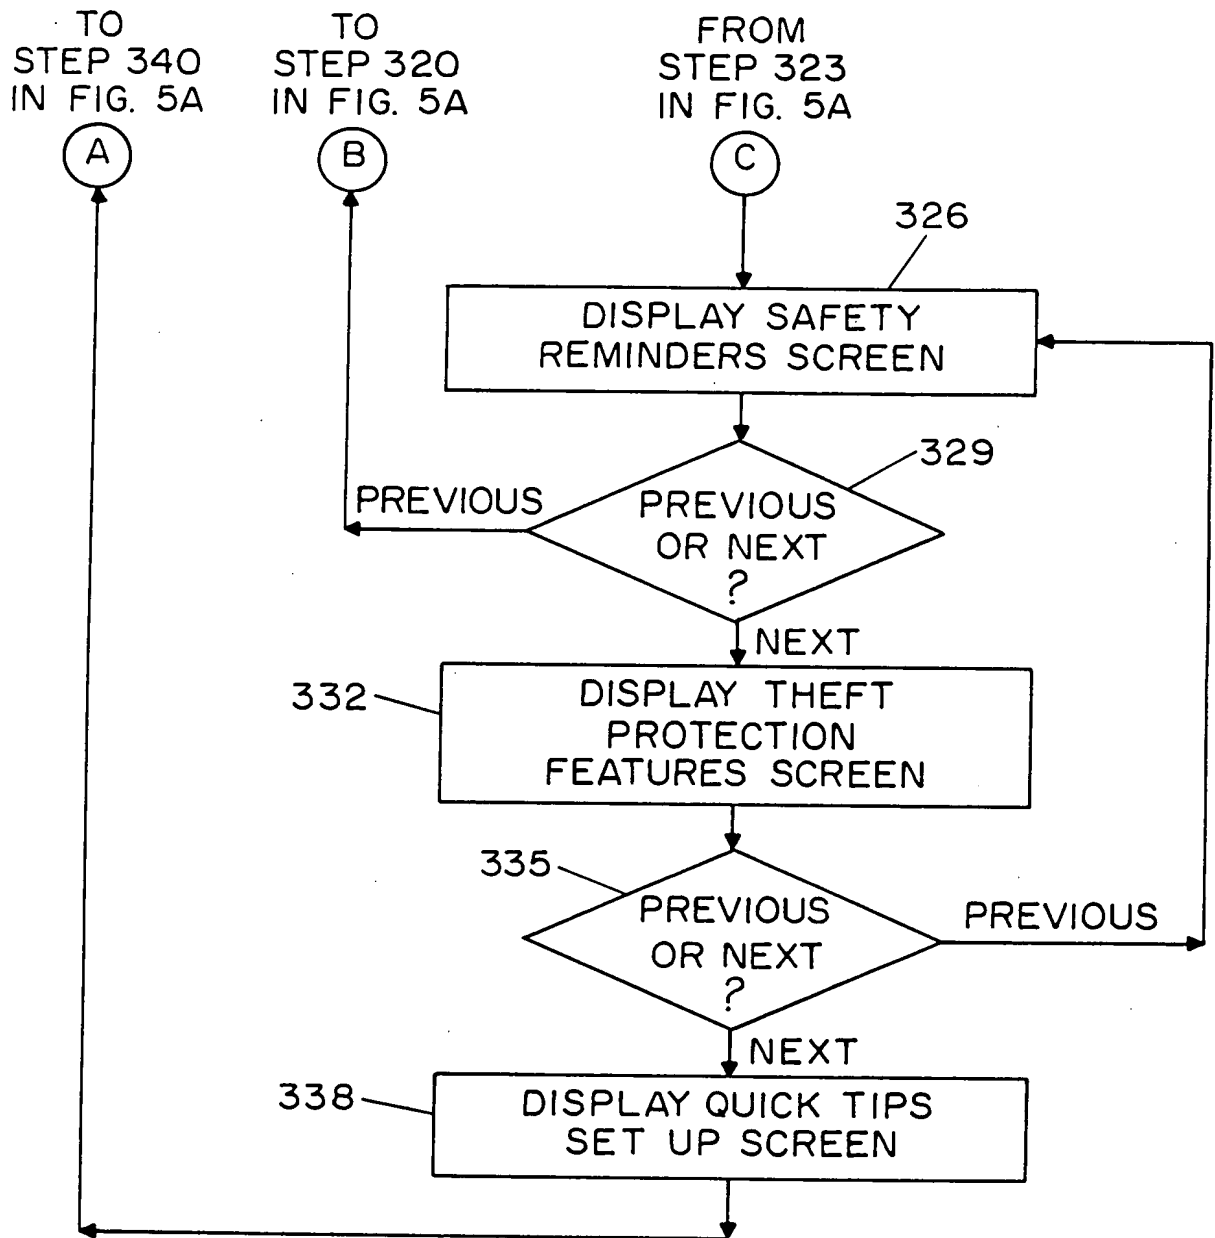 TO
STEP 340
IN FIG. 5A
A
TO
STEP 320
IN FIG. 5A
B
FROM
STEP 323
IN FIG. 5A
C
326
DISPLAY SAFETY
REMINDERS SCREEN
329
PREVIOUS
PREVIOUS
OR NEXT
?
NEXT
332
DISPLAY THEFT
PROTECTION
FEATURES SCREEN
335
PREVIOUS
OR NEXT
?
PREVIOUS
NEXT
338
DISPLAY QUICK TIPS
SET UP SCREEN